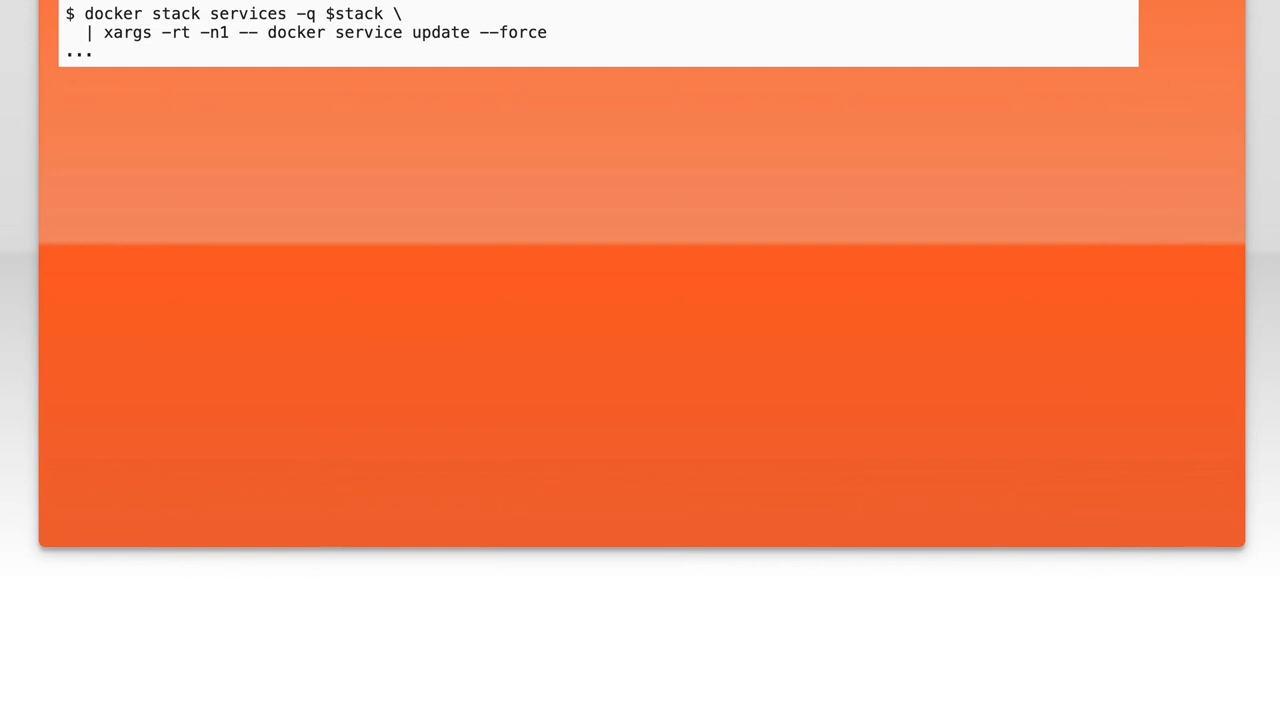 $ docker stack services -q $stack \
  | xargs -rt -n1 -- docker service update --force
...